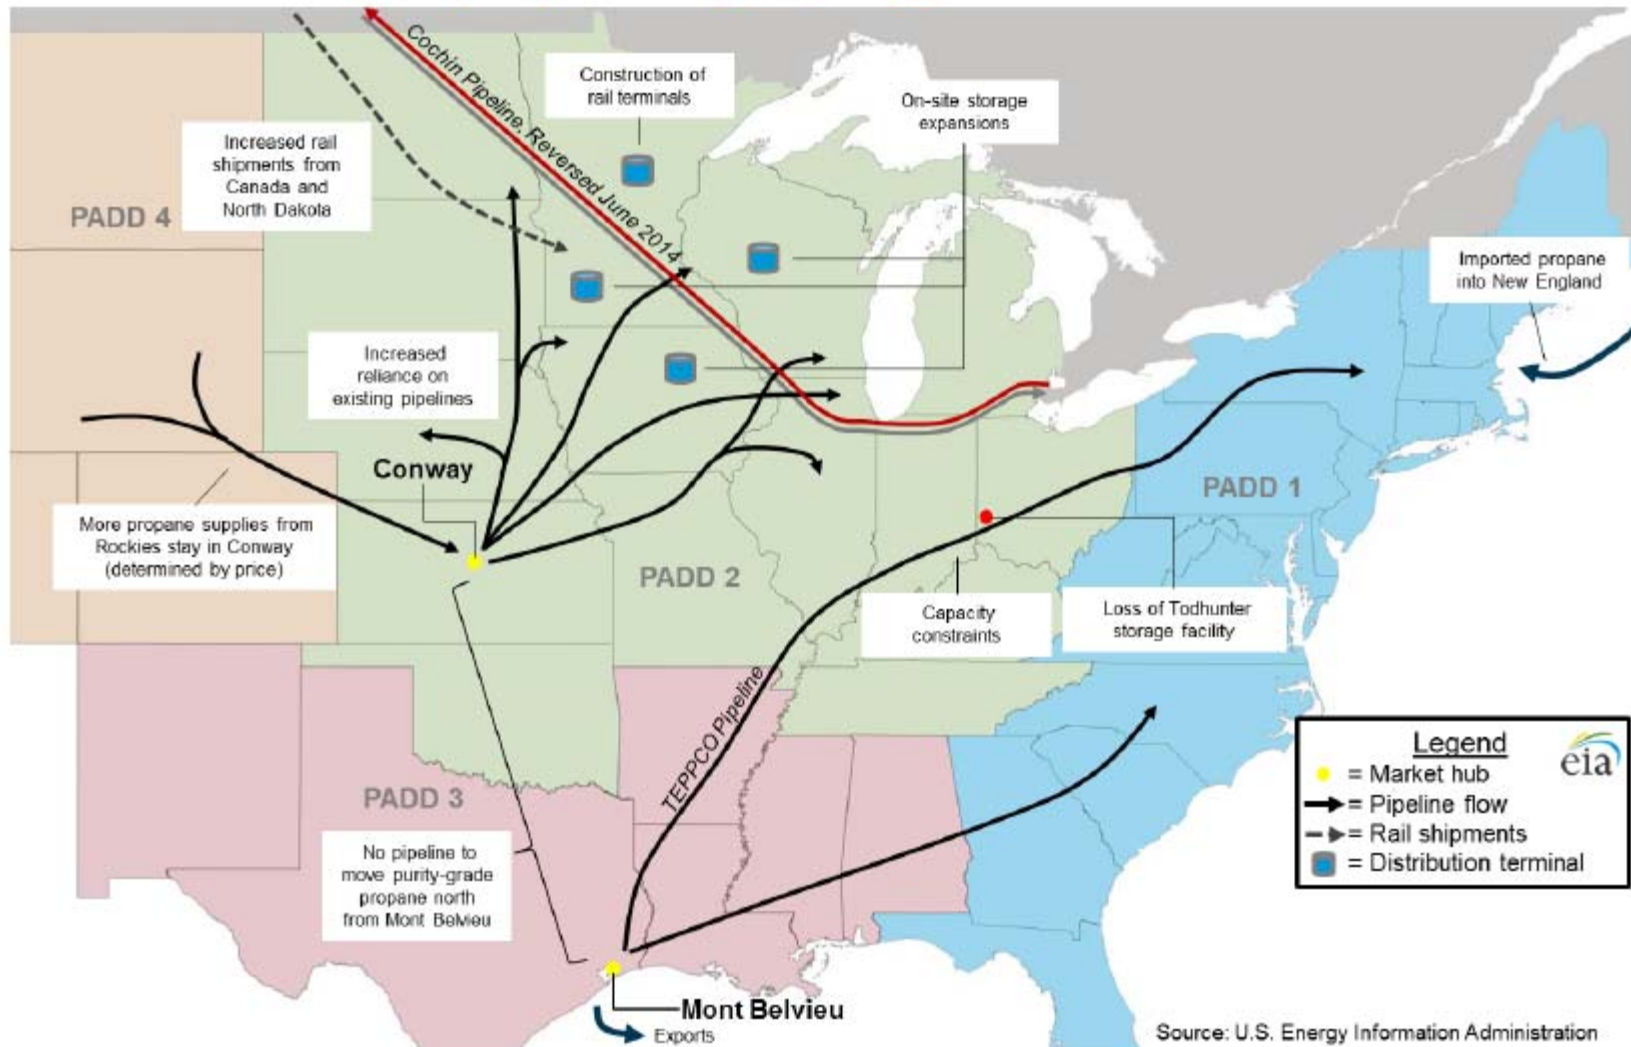 Cochin Pipeline, Reversed June 2014
Construction of
rail terminals
On-site storage
expansions
Increased rail
shipments from
Canada and
North Dakota
PADD 4
Imported propane
into New England
Increased
reliance on
existing pipelines
Conway
More propane supplies from
Rockies stay in Conway
(determined by price)
PADD 1
PADD 2
Capacity
constraints
Loss of Todhunter
storage facility
TEPPCO Pipeline
PADD 3
No pipeline to
move purity-grade
propane north
from Mont Belvieu
Legend
eia
= Market hub
= Pipeline flow
= Rail shipments
= Distribution terminal
Mont Belvieu
Exports
Source: U.S. Energy Information Administration